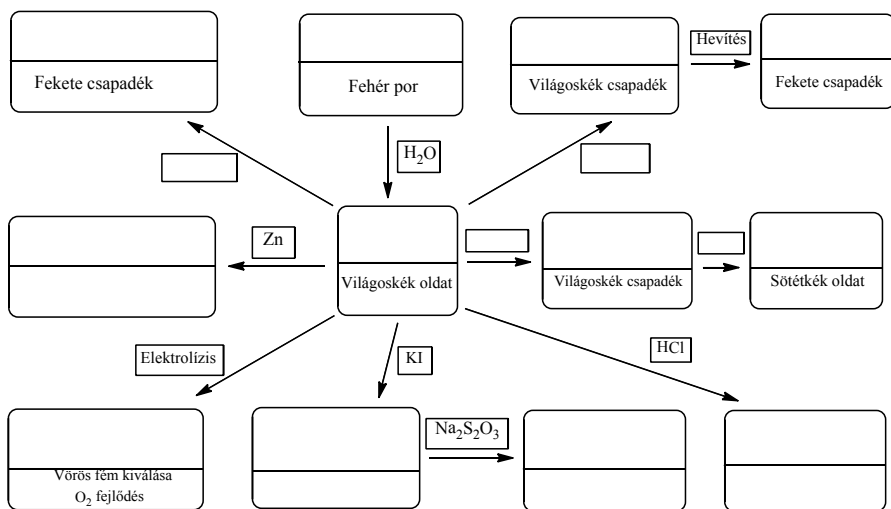 Hevítés
Fekete csapadék
Fehér por
Világoskék csapadék
Fekete csapadék
H₂O
Zn
Világoskék oldat
Világoskék csapadék
Sötétkék oldat
Elektrolízis
KI
HCl
Na₂S₂O₃
Vörös fém kiválása
O₂ fejlődés